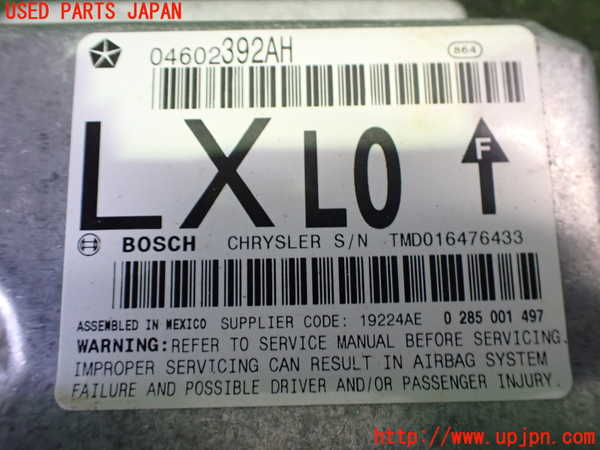 USED PARTS JAPAN
04602392AH
864
LX LO F
BOSCH CHRYSLER S/N TMD016476433
ASSEMBLED IN MEXICO SUPPLIER CODE: 19224AE 0 285 001 497
WARNING: REFER TO SERVICE MANUAL BEFORE SERVICING.
IMPROPER SERVICING CAN RESULT IN AIRBAG SYSTEM
FAILURE AND POSSIBLE DRIVER AND/OR PASSENGER INJURY.
http://www.upjpn.com/